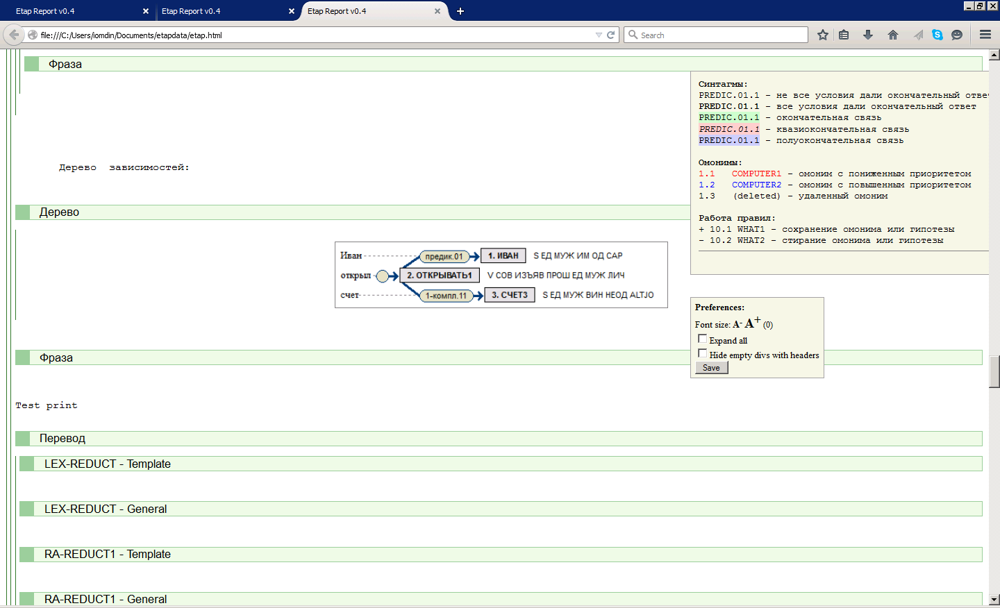 Etap Report v0.4
Etap Report v0.4
Etap Report v0.4
file:///C:/Users/iomdin/Documents/etapdata/etap.html
Search
Фраза
Синтагмы:
PREDIC.01.1 - не все условия дали окончательный отве
PREDIC.01.1 - все условия дали окончательный ответ
PREDIC.01.1 - окончательная связь
PREDIC.01.1 - квазиокончательная связь
PREDIC.01.1 - полуокончательная связь
Омонимы:
1.1 COMPUTER1 - омоним с пониженным приоритетом
1.2 COMPUTER2 - омоним с повышенным приоритетом
1.3 (deleted) - удаленный омоним
Работа правил:
+ 10.1 WHAT1 - сохранение омонима или гипотезы
- 10.2 WHAT2 - стирание омонима или гипотезы
Дерево зависимостей:
Дерево
Иван предик.01 1. ИВАН S ЕД МУЖ ИМ ОД САР
открыл 2. ОТКРЫВАТЬ1 V СОВ ИЗЪЯВ ПРОШ ЕД МУЖ ЛИЧ
счет 1-компл.11 3. СЧЕТ3 S ЕД МУЖ ВИН НЕОД ALTJO
Preferences:
Font size: A- A+ (0)
Expand all
Hide empty divs with headers
Save
Фраза
Test print
Перевод
LEX-REDUCT - Template
LEX-REDUCT - General
RA-REDUCT1 - Template
RA-REDUCT1 - General